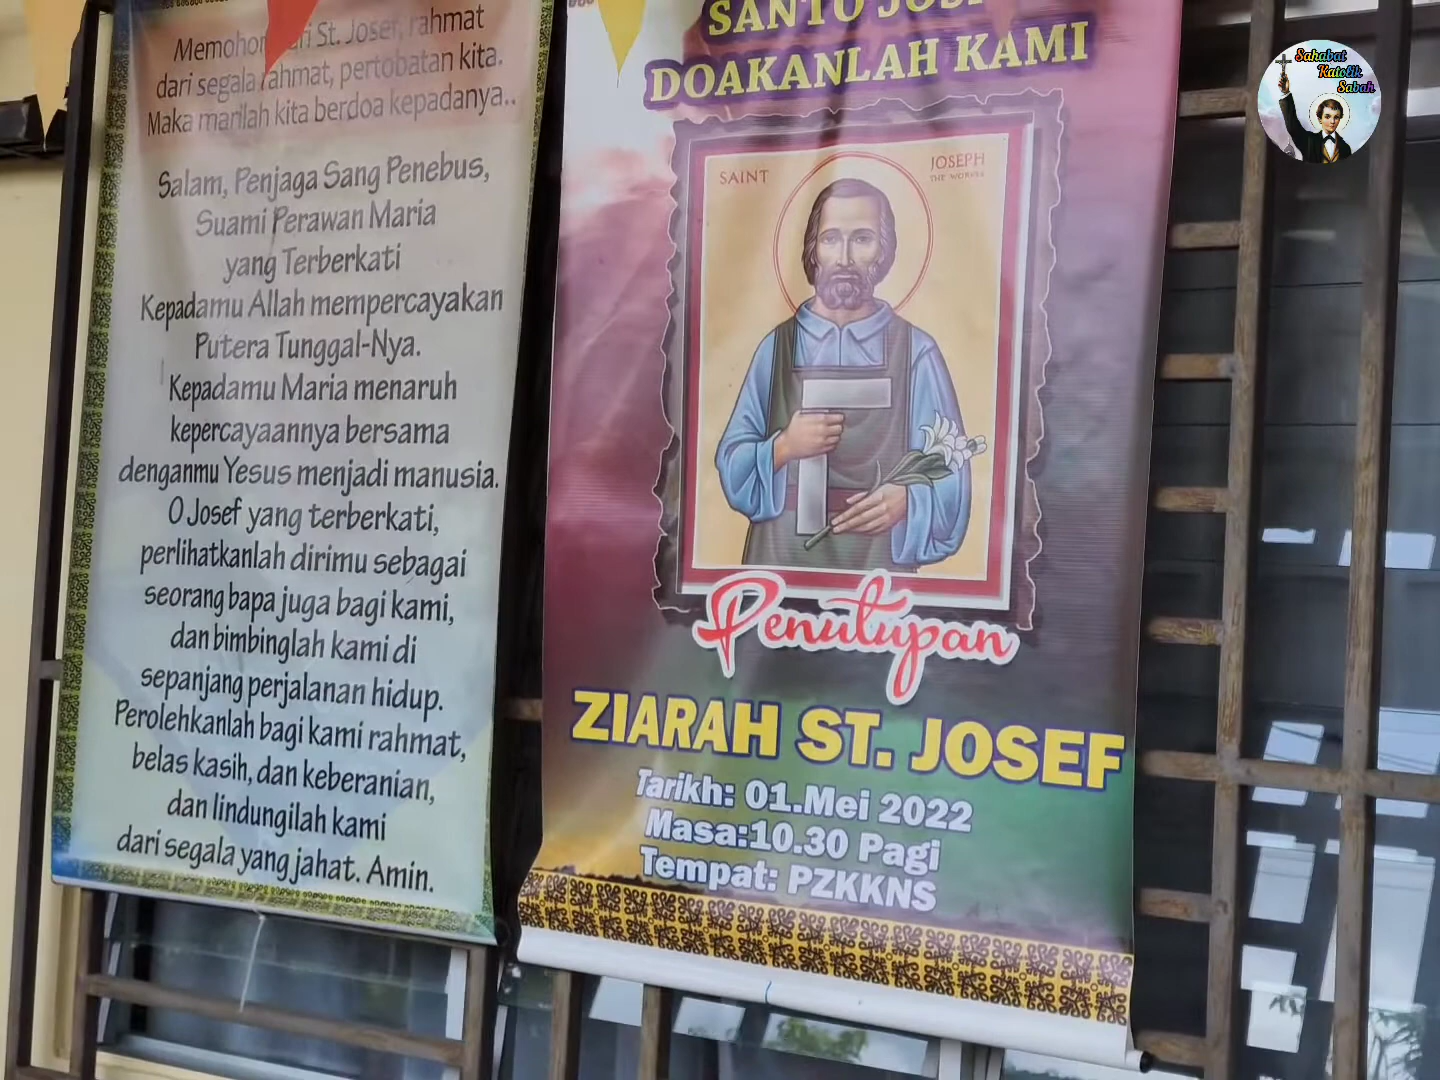 Memohon St. Josef, rahmat
dari segala rahmat, pertobatan kita.
Maka marilah kita berdoa kepadanya..
Salam, Penjaga Sang Penebus,
Suami Perawan Maria
yang Terberkati
Kepadamu Allah mempercayakan
Putera Tunggal-Nya.
Kepadamu Maria menaruh
kepercayaannya bersama
denganmu Yesus menjadi manusia.
O Josef yang terberkati,
perlihatkanlah dirimu sebagai
seorang bapa juga bagi kami,
dan bimbinglah kami di
sepanjang perjalanan hidup.
Perolehkanlah bagi kami rahmat,
belas kasih, dan keberanian,
dan lindungilah kami
dari segala yang jahat. Amin.
SANTO
DOAKANLAH KAMI
SAINT JOSEPH
THE WORKER
Penutupan
ZIARAH ST. JOSEF
Tarikh: 01.Mei 2022
Masa:10.30 Pagi
Tempat: PZKKNS
Sahabat
Katolik
Sabah